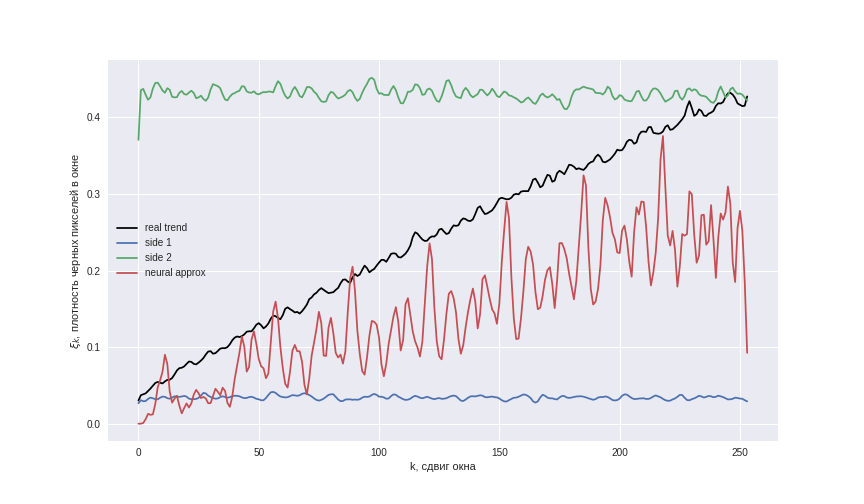 0.4
0.3
0.2
0.1
0.0
ξk, плотность черных пикселей в окне
real trend
side 1
side 2
neural approx
0 50 100 150 200 250
k, сдвиг окна